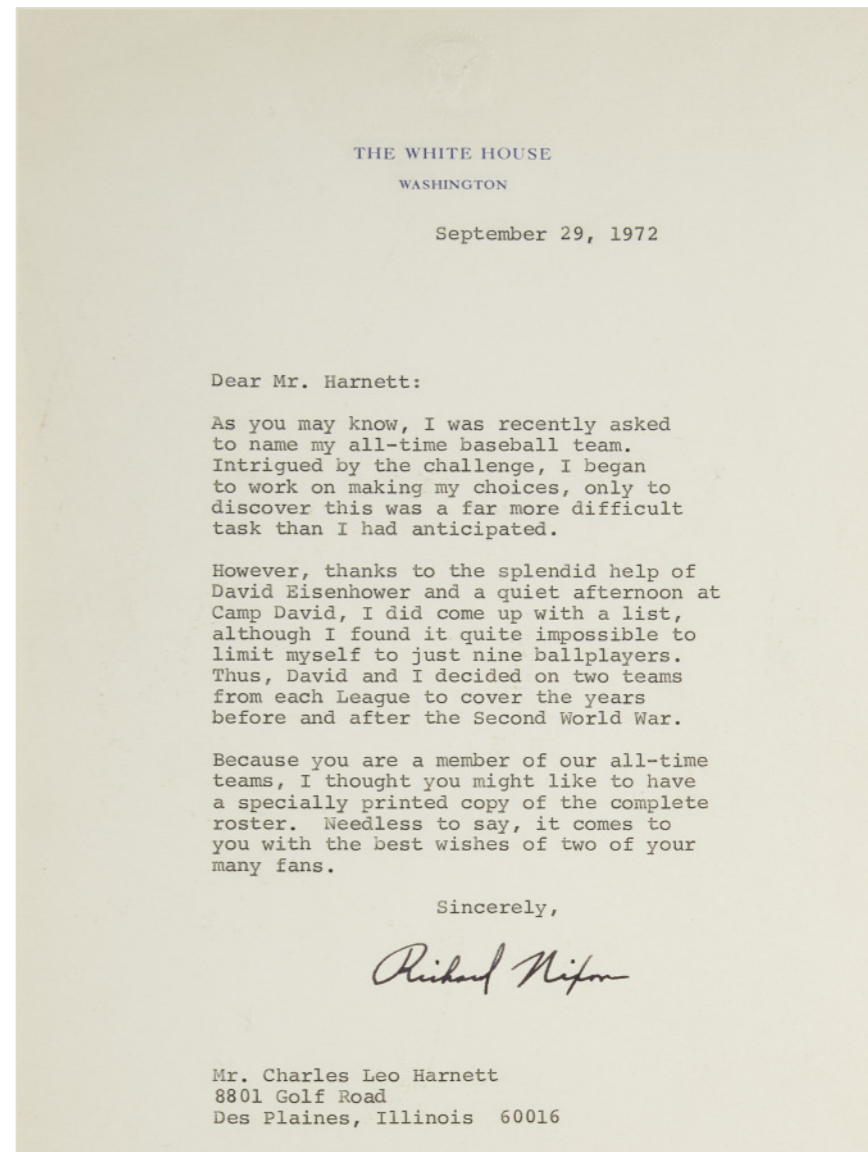 THE WHITE HOUSE
WASHINGTON
September 29, 1972
Dear Mr. Harnett:
As you may know, I was recently asked
to name my all-time baseball team.
Intrigued by the challenge, I began
to work on making my choices, only to
discover this was a far more difficult
task than I had anticipated.
However, thanks to the splendid help of
David Eisenhower and a quiet afternoon at
Camp David, I did come up with a list,
although I found it quite impossible to
limit myself to just nine ballplayers.
Thus, David and I decided on two teams
from each League to cover the years
before and after the Second World War.
Because you are a member of our all-time
teams, I thought you might like to have
a specially printed copy of the complete
roster. Needless to say, it comes to
you with the best wishes of two of your
many fans.
Sincerely,
Richard Nixon
Mr. Charles Leo Harnett
8801 Golf Road
Des Plaines, Illinois 60016